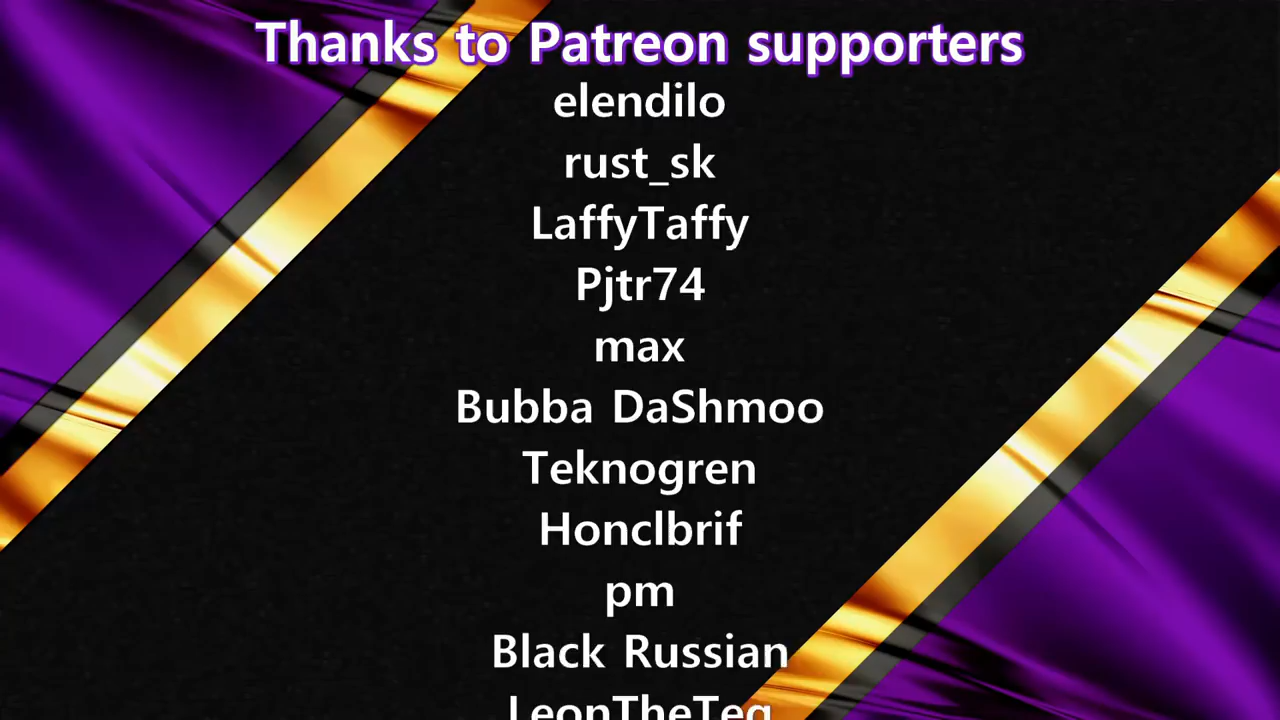 Thanks to Patreon supporters
elendilo
rust_sk
LaffyTaffy
Pjtr74
max
Bubba DaShmoo
Teknogren
Honclbrif
pm
Black Russian